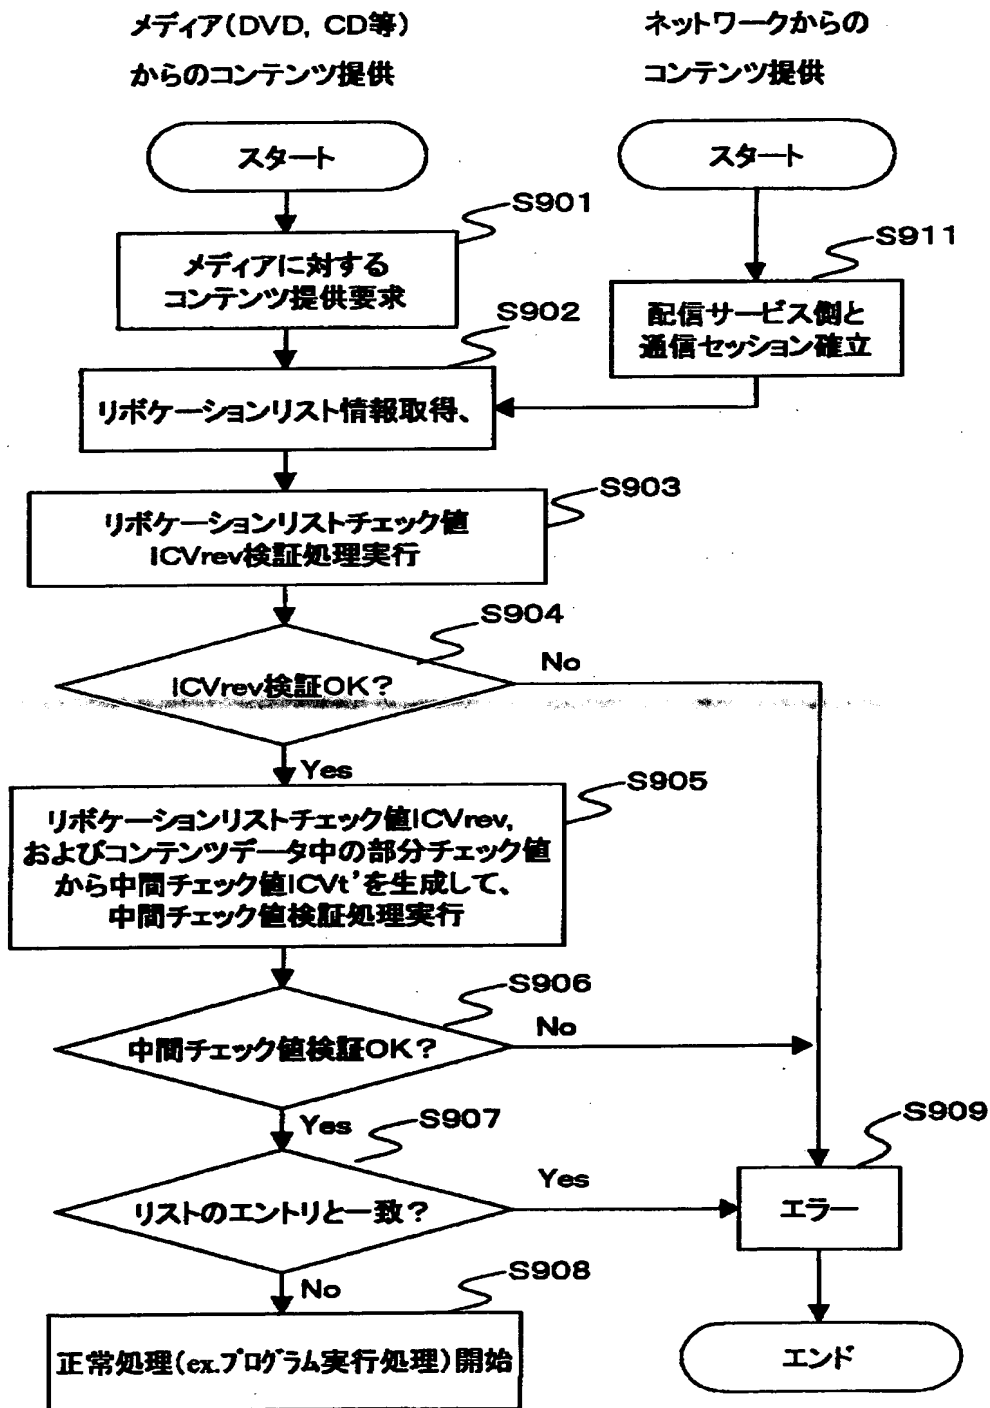 メディア(DVD, CD等)
からのコンテンツ提供
ネットワークからの
コンテンツ提供
スタート
スタート
S901
メディアに対する
コンテンツ提供要求
S911
配信サービス側と
通信セッション確立
S902
リボケーションリスト情報取得、
S903
リボケーションリストチェック値
ICVrev検証処理実行
S904
ICVrev検証OK?
No
Yes
S905
リボケーションリストチェック値ICVrev,
およびコンテンツデータ中の部分チェック値
から中間チェック値ICVt'を生成して、
中間チェック値検証処理実行
S906
中間チェック値検証OK?
No
Yes
S907
リストのエントリと一致?
Yes
S909
エラー
No
S908
正常処理(ex.プログラム実行処理)開始
エンド